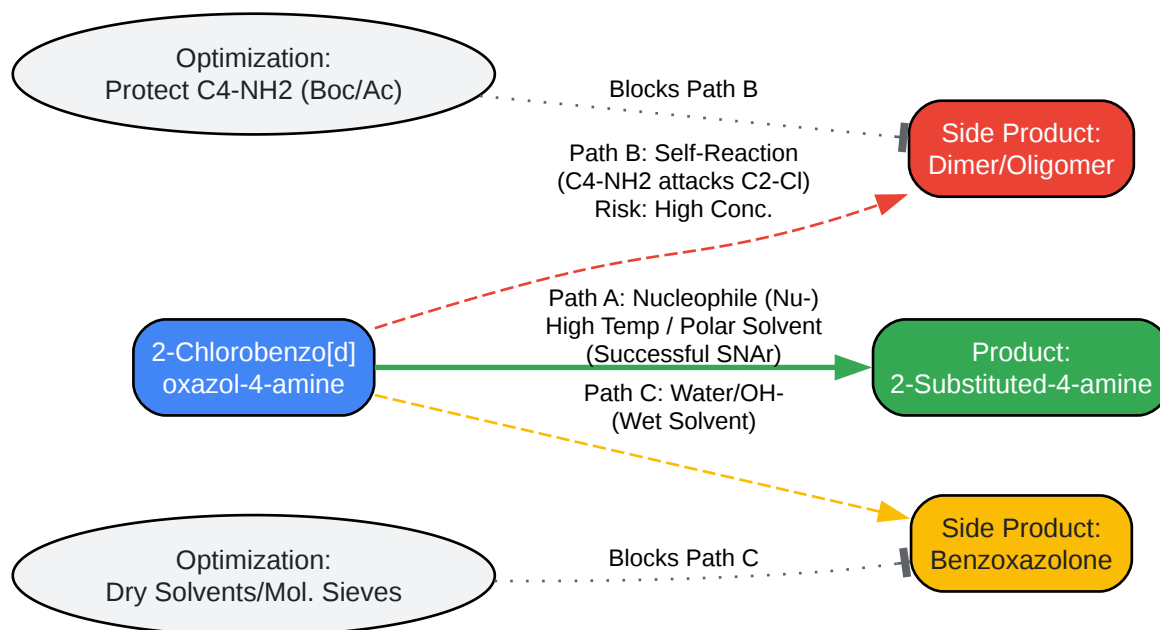 Optimization:
Protect C4-NH2 (Boc/Ac)
Blocks Path B
Side Product:
Dimer/Oligomer
Path B: Self-Reaction
(C4-NH2 attacks C2-Cl)
Risk: High Conc.
2-Chlorobenzo[d]
oxazol-4-amine
Path A: Nucleophile (Nu-)
High Temp / Polar Solvent
(Successful SNAr)
Product:
2-Substituted-4-amine
Path C: Water/OH-
(Wet Solvent)
Side Product:
Benzoxazolone
Optimization:
Dry Solvents/Mol. Sieves
Blocks Path C